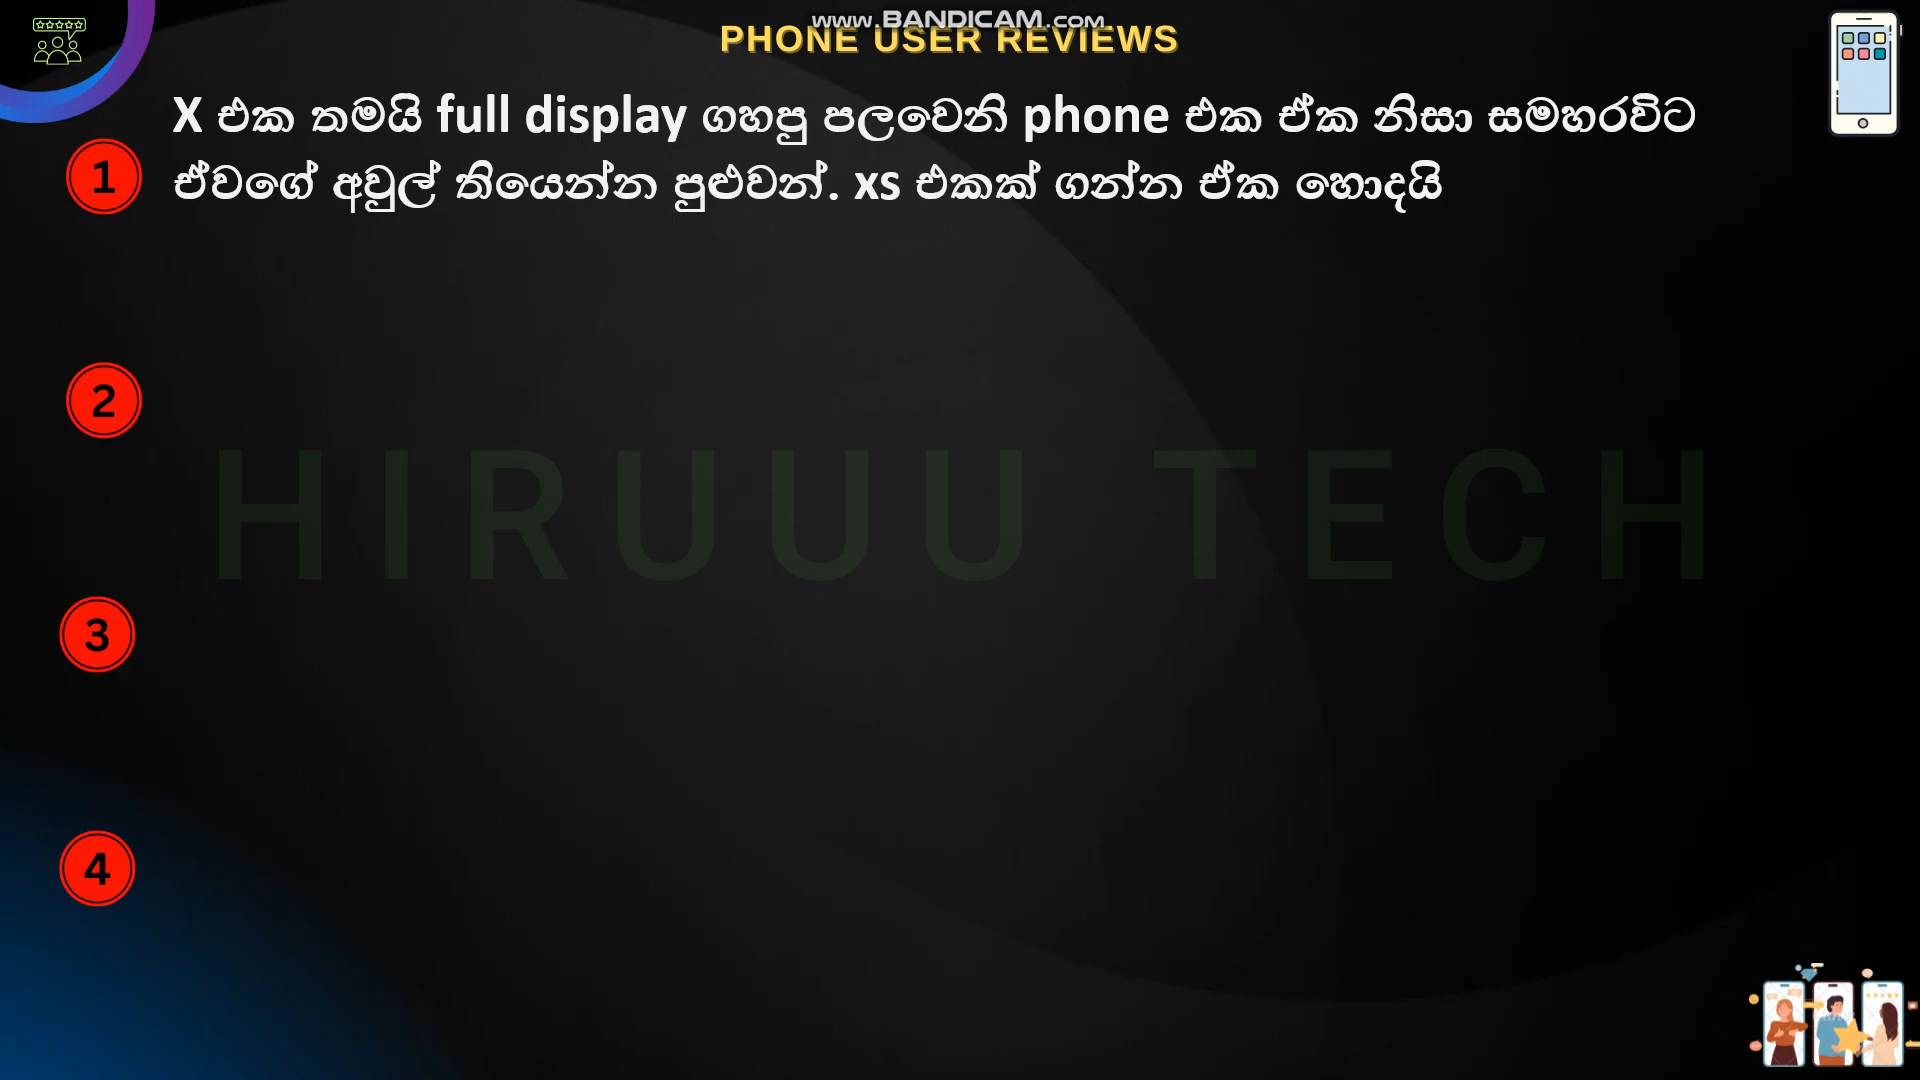 www.BANDICAM.com
PHONE USER REVIEWS
X එක තමයි full display ගහපු පලවෙනි phone එක ඒක නිසා සමහරවිට
ඒවගේ අවුල් තියෙන්න පුළුවන්. xs එකක් ගන්න ඒක හොදයි
1
2
HIRUUU TECH
3
4